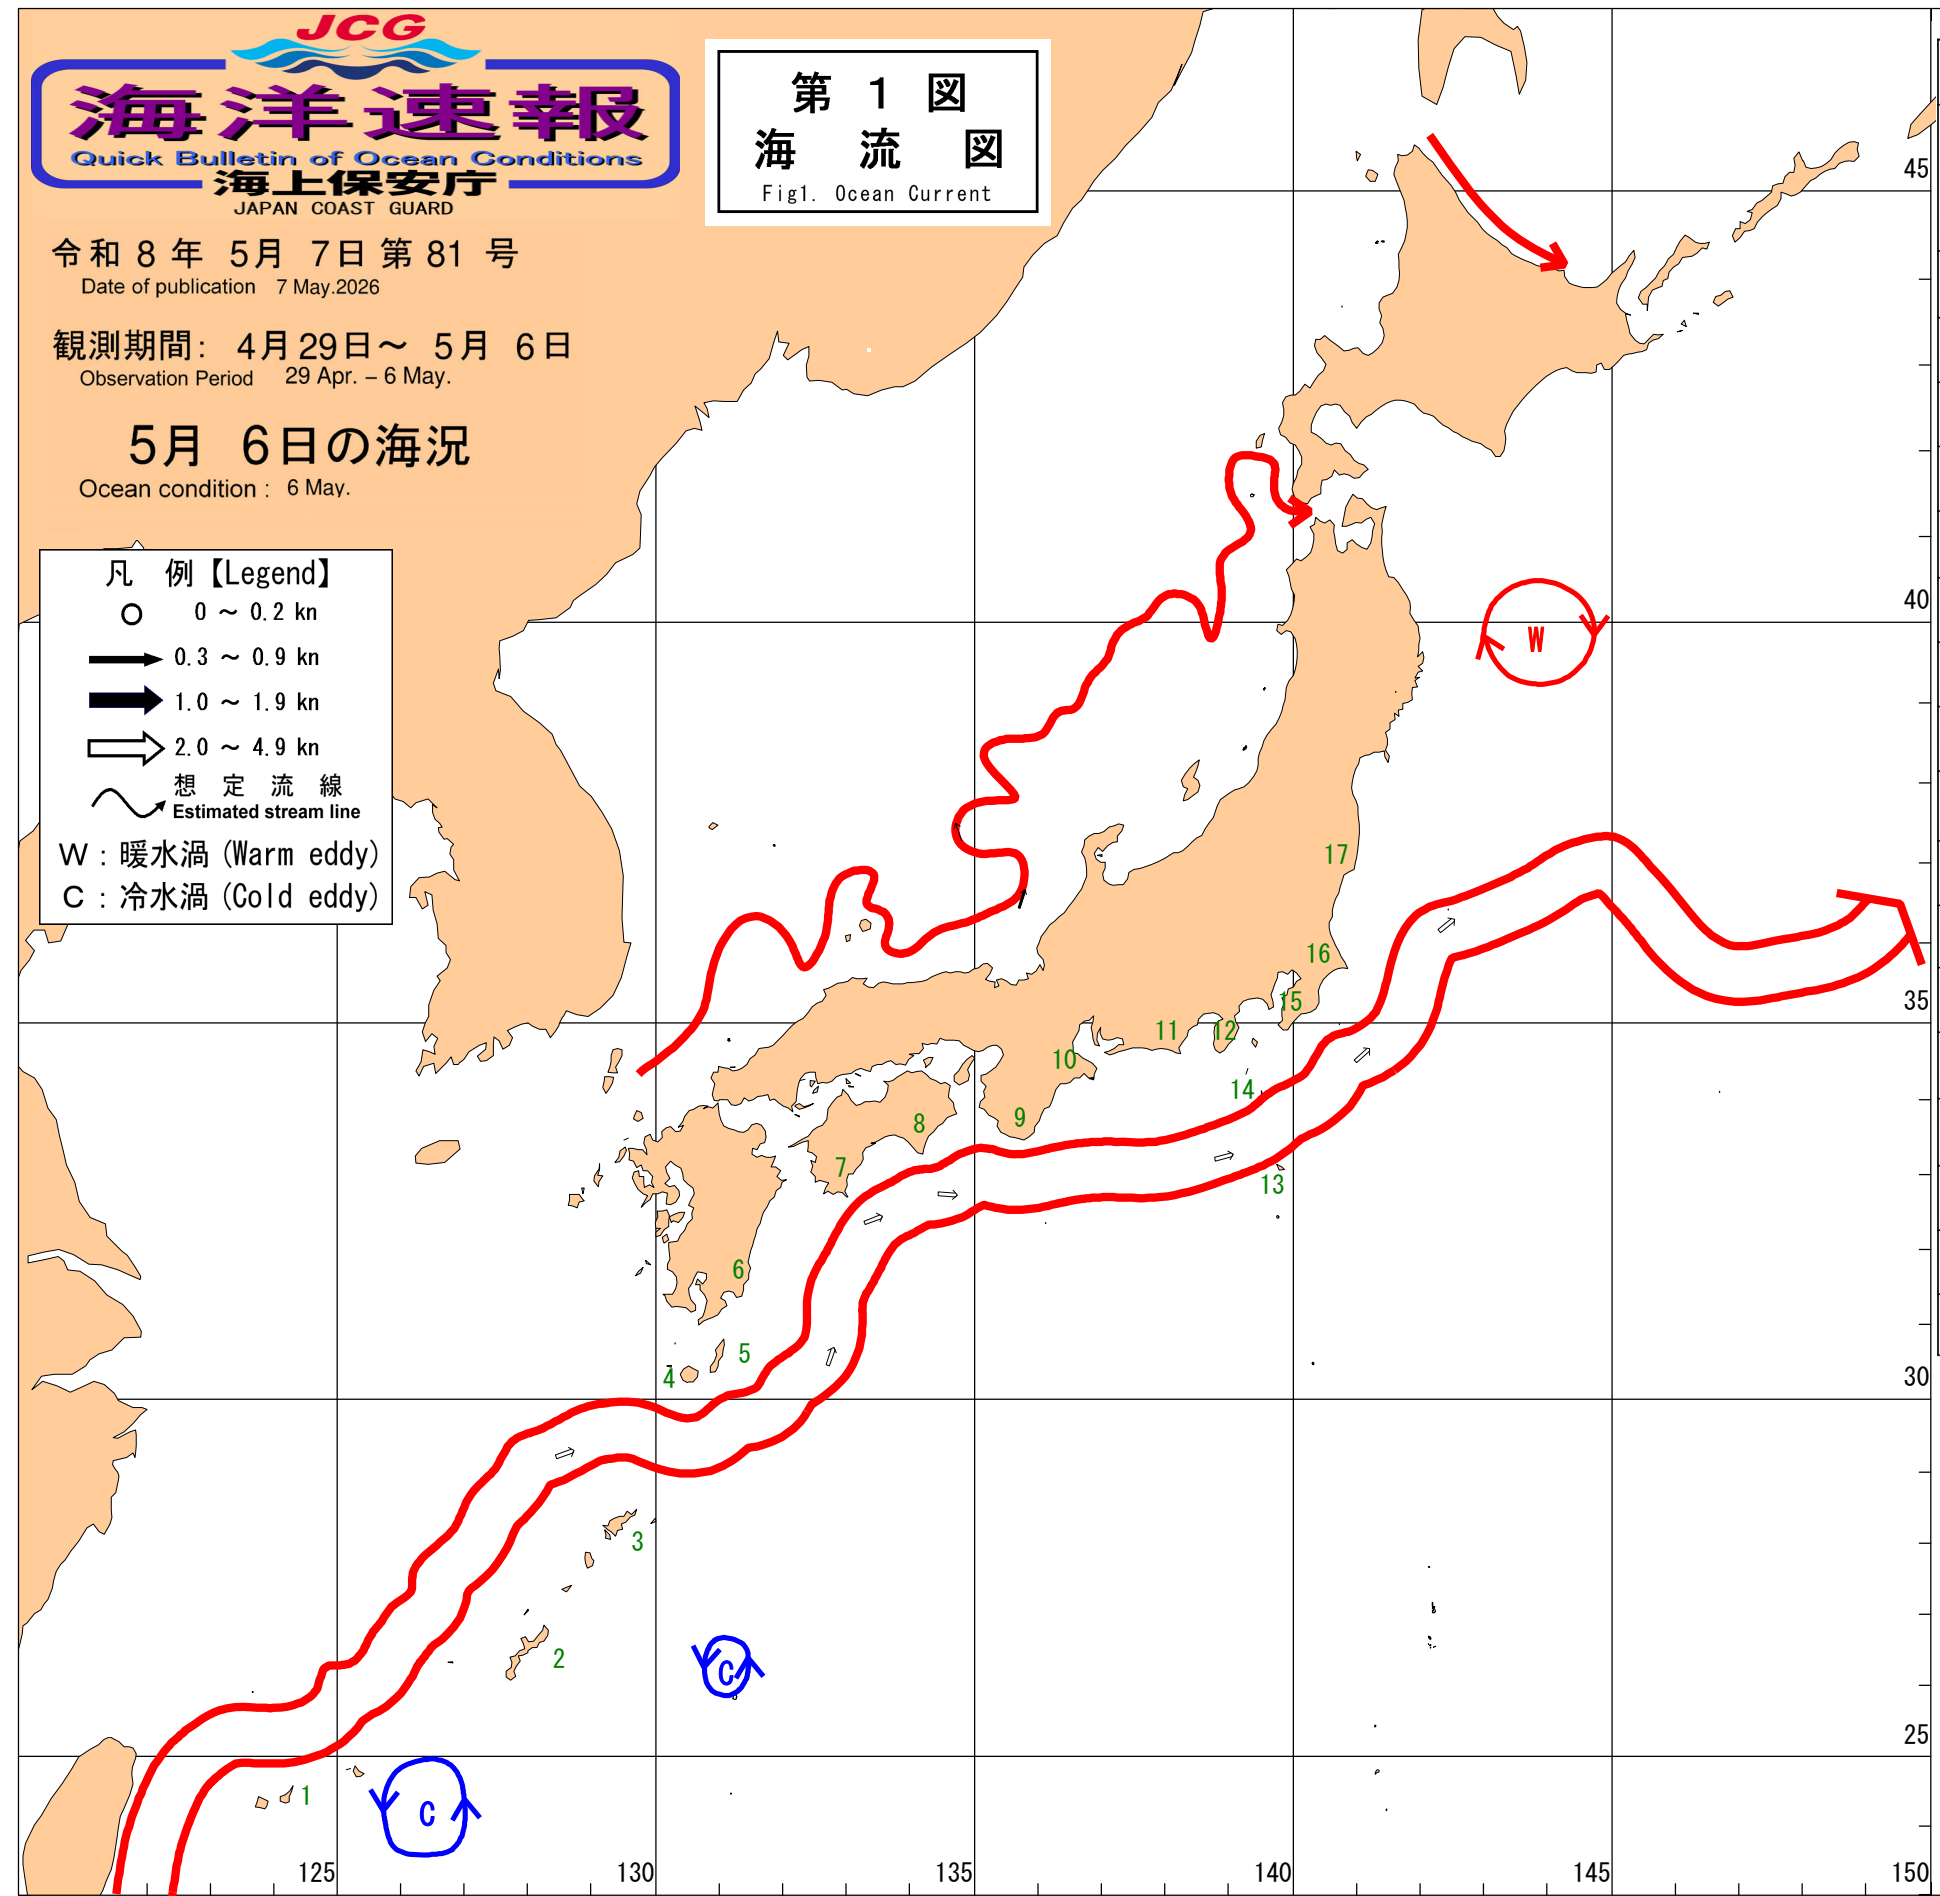 JCG
海洋速報
Quick Bulletin of Ocean Conditions
海上保安庁
JAPAN COAST GUARD
令和 8 年 5月 7日 第 81 号
Date of publication 7 May.2026
観測期間: 4月29日～ 5月 6日
Observation Period 29 Apr. – 6 May.
5月 6日の海況
Ocean condition : 6 May.
第 1 図
海 流 図
Fig1. Ocean Current
凡 例【Legend】
0 ～ 0.2 kn
0.3 ～ 0.9 kn
1.0 ～ 1.9 kn
2.0 ～ 4.9 kn
想 定 流 線
Estimated stream line
W : 暖水渦 (Warm eddy)
C : 冷水渦 (Cold eddy)
45
40
W
17
16
35
15
12
11
10
14
9
8
7
13
6
5
4
30
3
2
C
25
1
C
125
130
135
140
145
150